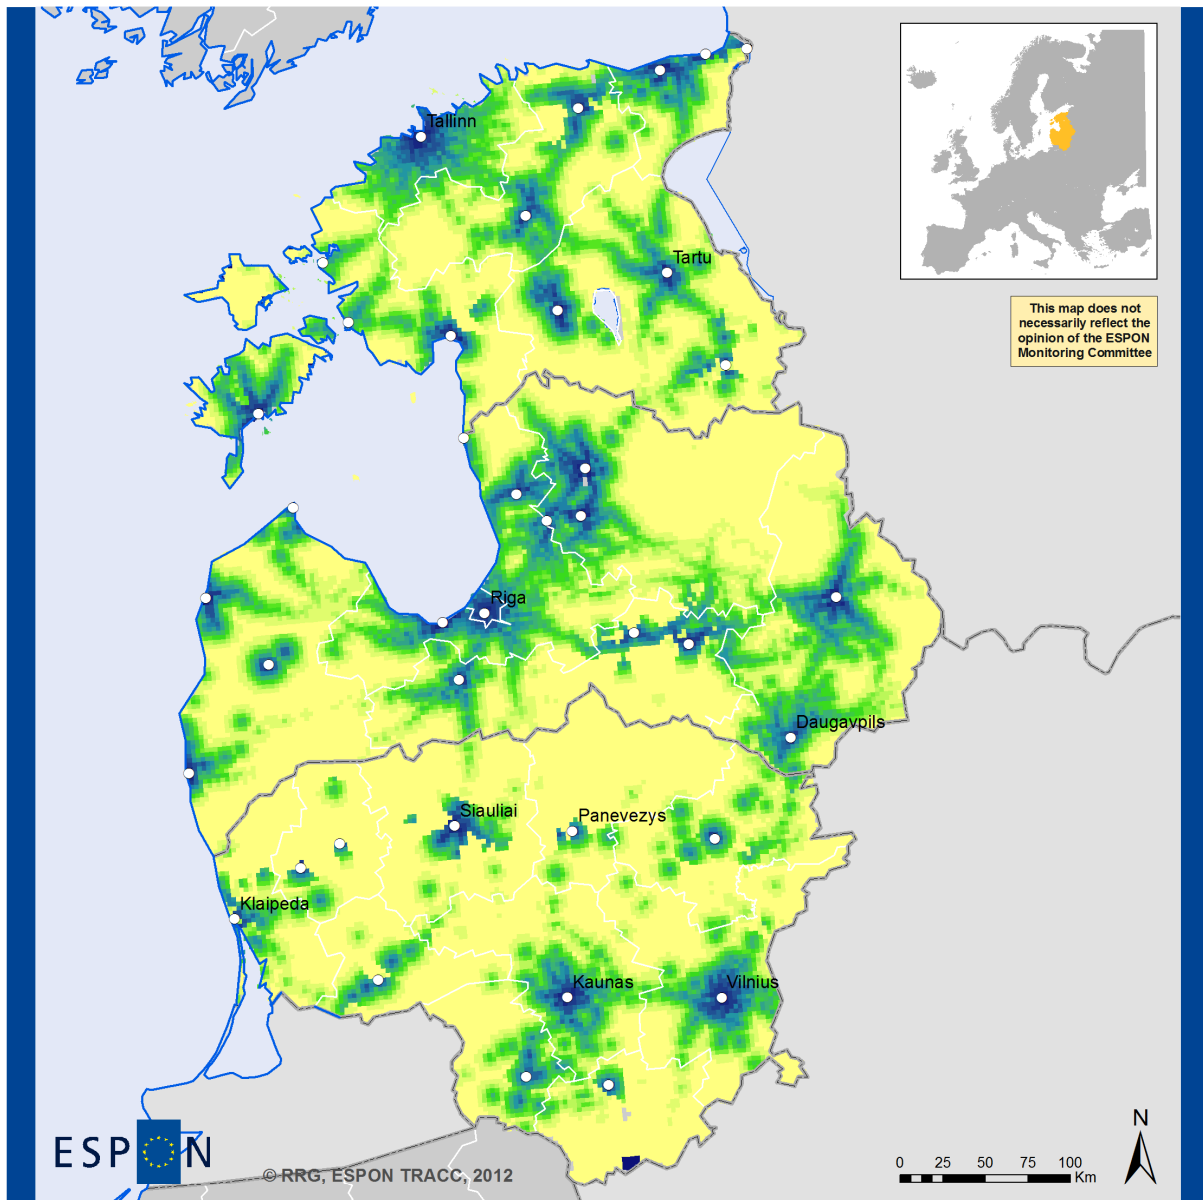 Tallinn
This map does not
necessarily reflect the
opinion of the ESPON
Monitoring Committee
Tartu
Riga
Daugavpils
Siauliai
Panevezys
Klaipeda
Kaunas
Vilnius
N
ESPON
© RRG, ESPON TRACC, 2012
0 25 50 75 100
Km